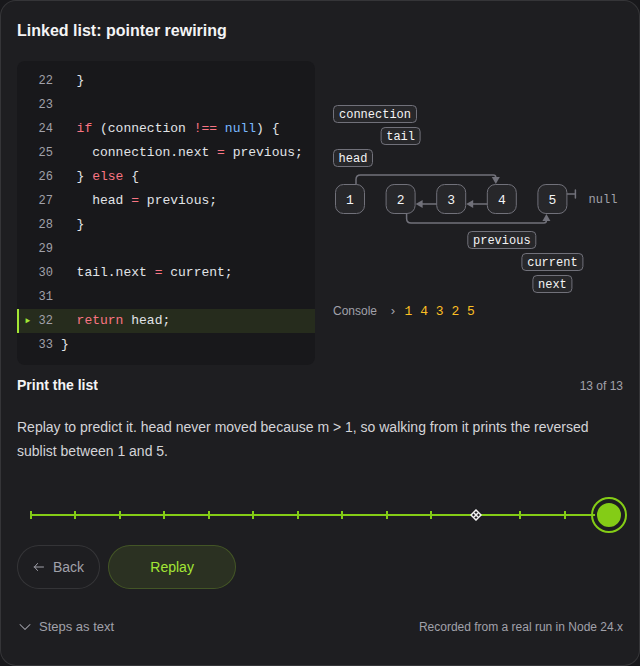 Linked list: pointer rewiring
22 }
23
24 if (connection !== null) {
25 connection.next = previous;
26 } else {
27 head = previous;
28 }
29
30 tail.next = current;
31
▸ 32 return head;
33 }
connection
tail
head
1 2 3 4 5 null
previous
current
next
Console › 1 4 3 2 5
Print the list
13 of 13
Replay to predict it. head never moved because m > 1, so walking from it prints the reversed
sublist between 1 and 5.
← Back
Replay
Steps as text
Recorded from a real run in Node 24.x